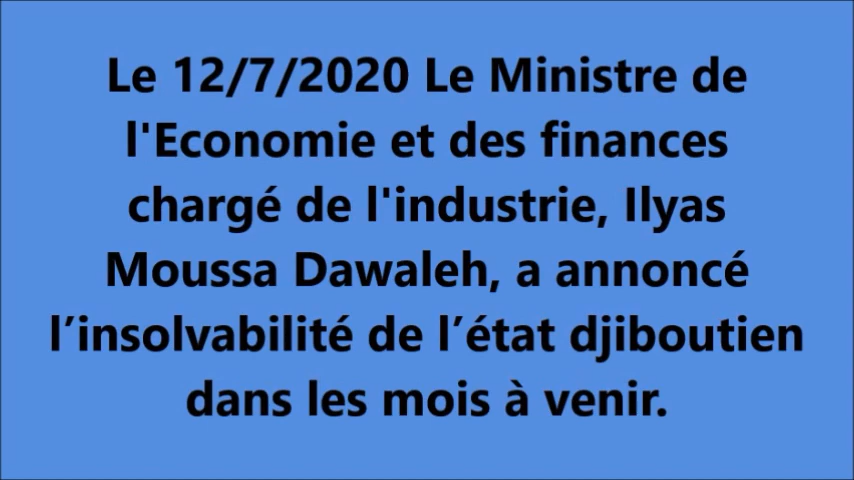 Le 12/7/2020 Le Ministre de
l'Economie et des finances
chargé de l'industrie, Ilyas
Moussa Dawaleh, a annoncé
l’insolvabilité de l’état djiboutien
dans les mois à venir.